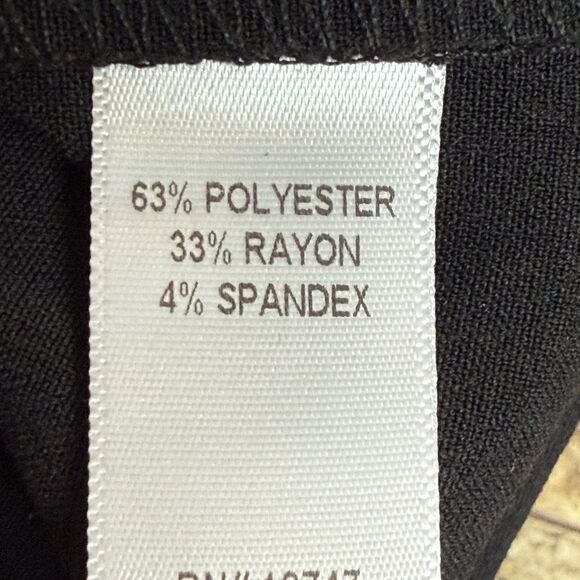 63% POLYESTER
33% RAYON
4% SPANDEX